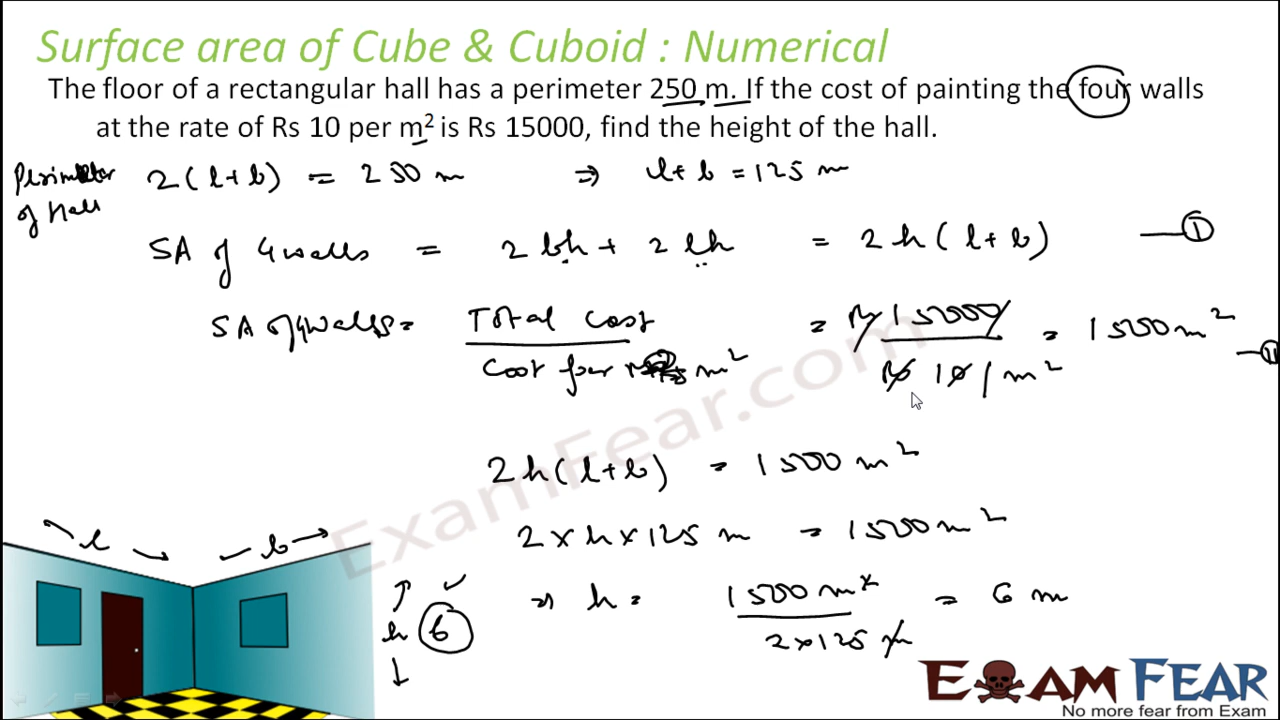 Surface area of Cube & Cuboid : Numerical
The floor of a rectangular hall has a perimeter 250 m. If the cost of painting the four walls
at the rate of Rs 10 per m² is Rs 15000, find the height of the hall.
Perimeter of Hall 2(l+b) = 250 m ⇒ l+b = 125 m
SA of 4 walls = 2bh + 2lh = 2h(l+b) — I
SA of 4 walls = Total cost / Cost for m² = Rs 15000 / Rs 10/m² = 1500 m² — II
2h(l+b) = 1500 m²
2 × h × 125 m = 1500 m²
⇒ h = 1500 m² / 2×125 m = 6 m
l b
h 6
ExamFear.com
EXAM FEAR
No more fear from Exam